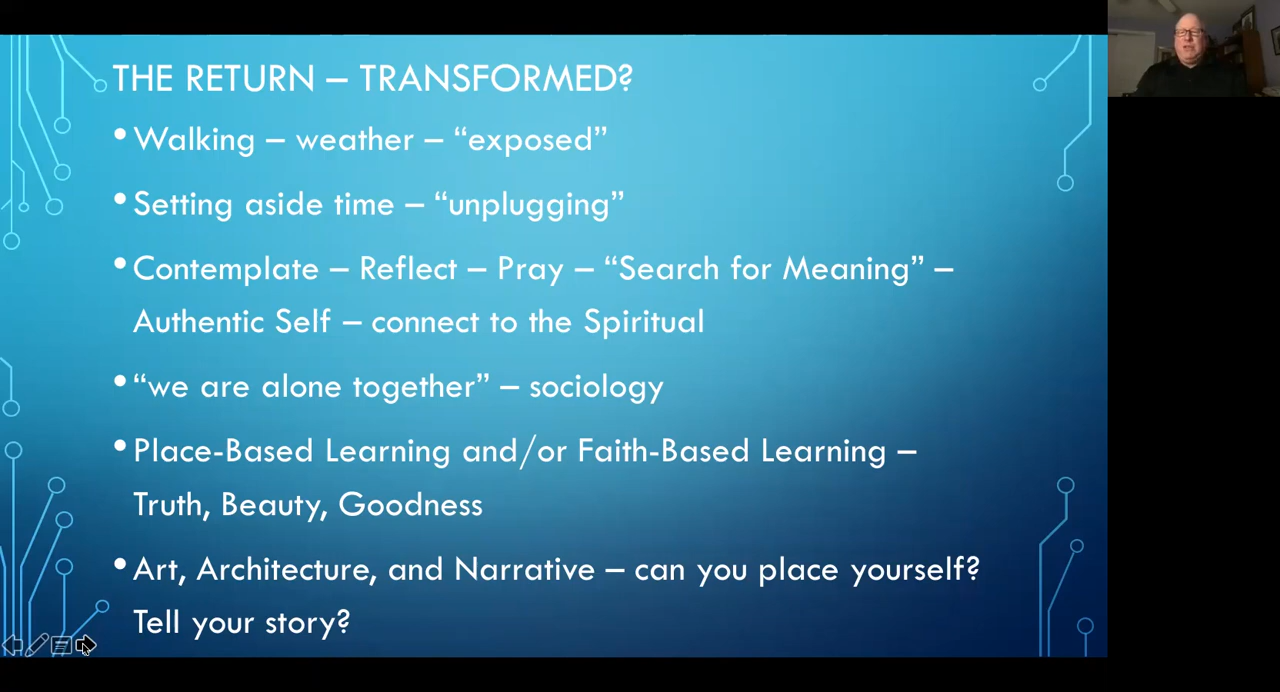 THE RETURN – TRANSFORMED?
•Walking – weather – “exposed”
•Setting aside time – “unplugging”
•Contemplate – Reflect – Pray – “Search for Meaning” –
Authentic Self – connect to the Spiritual
•“we are alone together” – sociology
•Place-Based Learning and/or Faith-Based Learning –
Truth, Beauty, Goodness
•Art, Architecture, and Narrative – can you place yourself?
Tell your story?